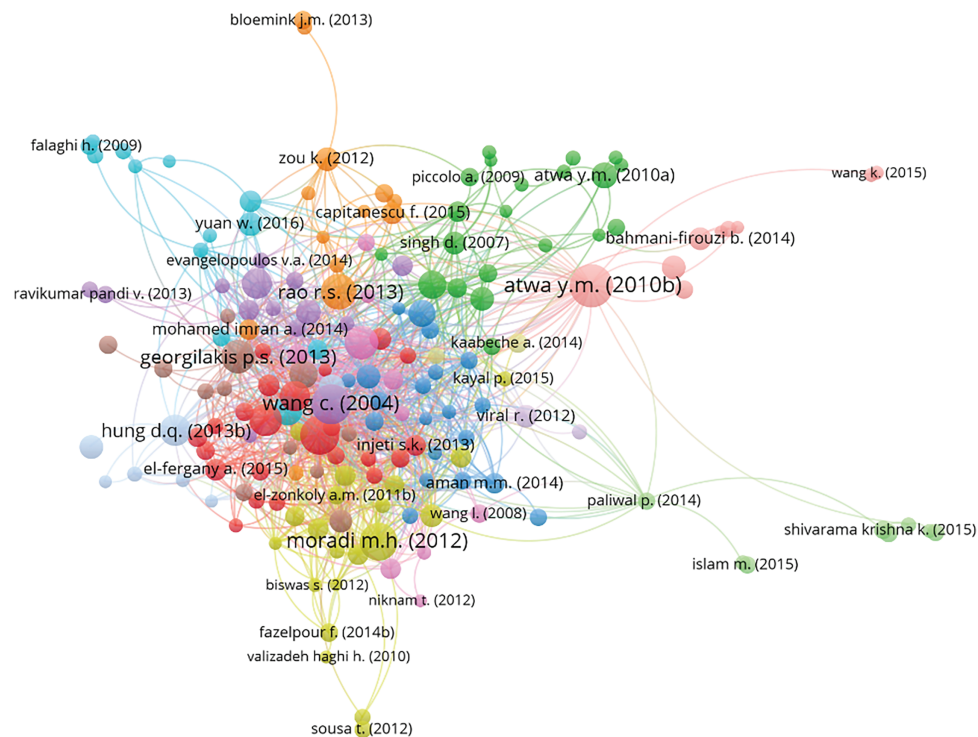 bloemink j.m. (2013)
falaghi h. (2009)
zou k. (2012)
piccolo a. (2009)
atwa y.m. (2010a)
wang k. (2015)
capitanescu f. (2015)
yuan w. (2016)
singh d. (2007)
bahmani-firouzi b. (2014)
evangelopoulos v.a. (2014)
atwa y.m. (2010b)
ravikumar pandi v. (2013)
rao r.s. (2013)
mohamed imran a. (2014)
kaabeche a. (2014)
georgilakis p.s. (2013)
kayal p. (2015)
wang c. (2004)
viral r. (2012)
hung d.q. (2013b)
injeti s.k. (2013)
el-fergany a. (2015)
aman m.m. (2014)
el-zonkoly a.m. (2011b)
paliwal p. (2014)
wang l. (2008)
shivarama krishna k. (2015)
moradi m.h. (2012)
islam m. (2015)
biswas s. (2012)
niknam t. (2012)
fazelpour f. (2014b)
valizadeh haghi h. (2010)
sousa t. (2012)